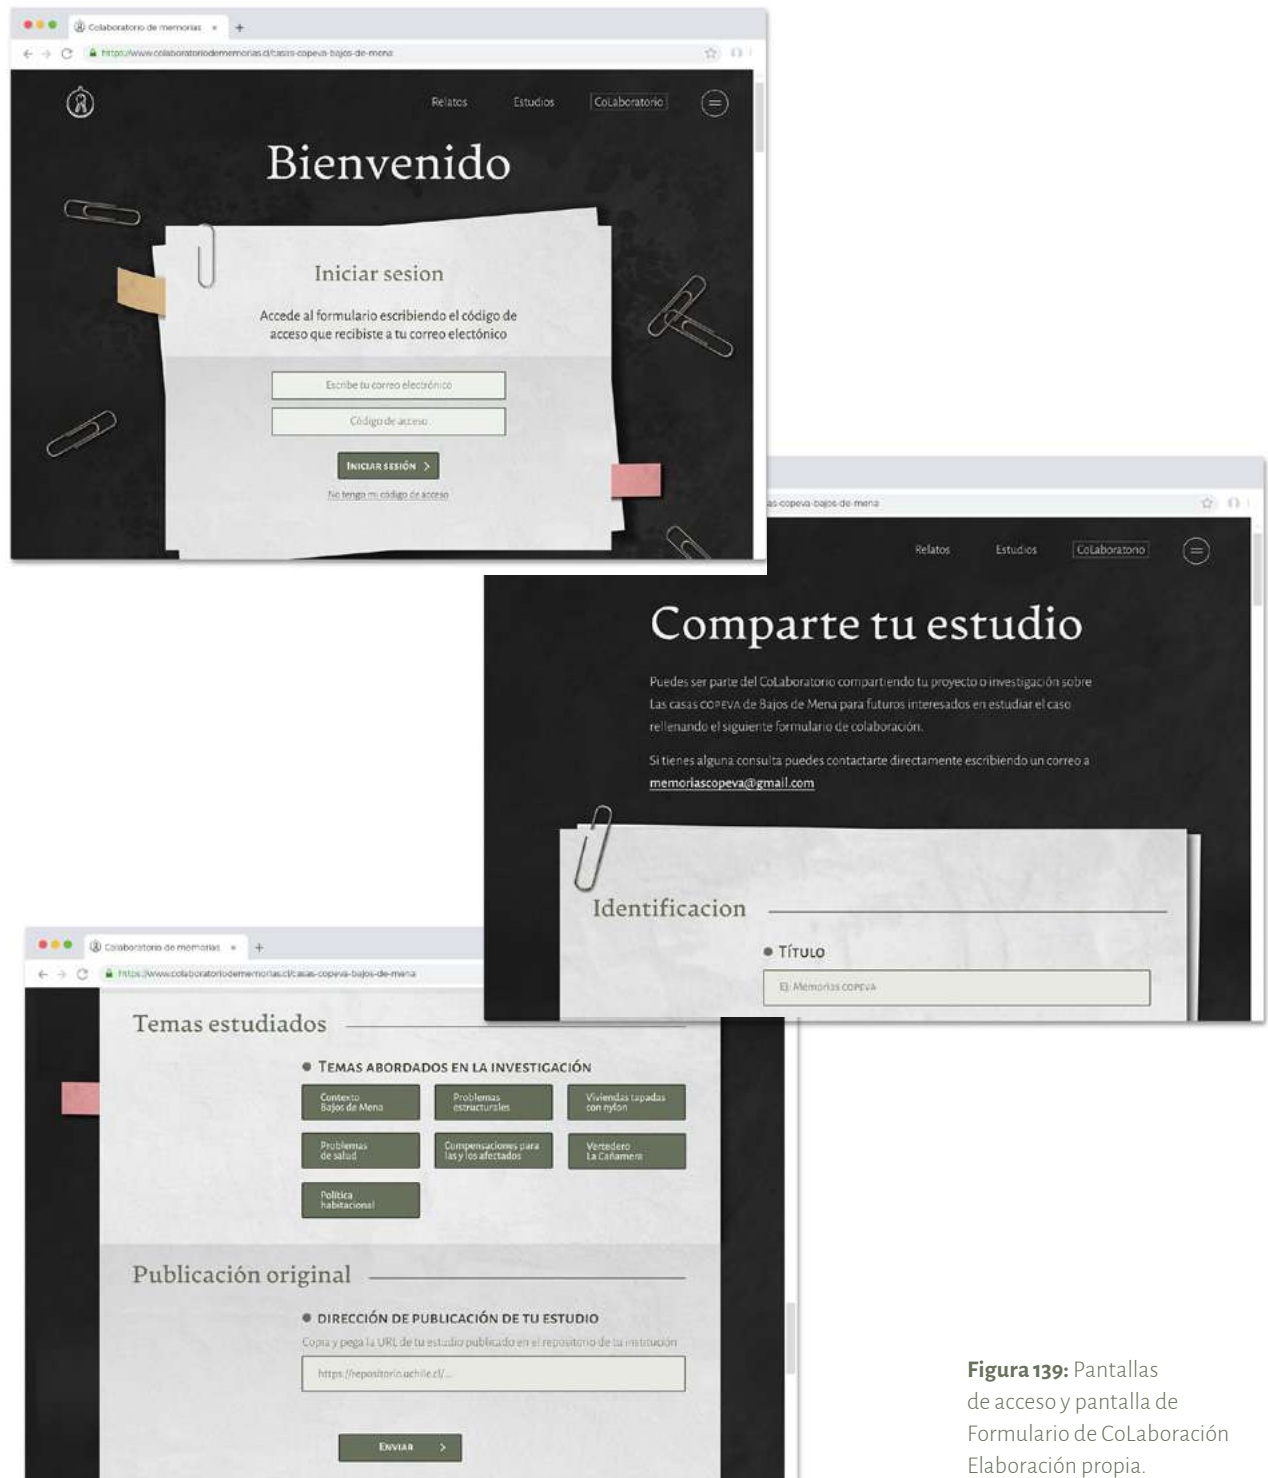 Colaboratorio de memorias × +
https://www.colaboratoriodememorias.cl/casas-copeva-bajos-de-mena
Relatos Estudios CoLaboratorio
Bienvenido
Iniciar sesion
Accede al formulario escribiendo el código de
acceso que recibiste a tu correo electónico
Escribe tu correo electrónico
Código de acceso
Iniciar sesión >
No tengo mi código de acceso
as-copeva-bajos-de-mena
Relatos Estudios CoLaboratorio
Comparte tu estudio
Puedes ser parte del CoLaboratorio compartiendo tu proyecto o investigación sobre
Las casas COPEVA de Bajos de Mena para futuros interesados en estudiar el caso
rellenando el siguiente formulario de colaboración.
Si tienes alguna consulta puedes contactarte directamente escribiendo un correo a
memoriascopeva@gmail.com
Identificacion
• Título
Ej: Memorias COPEVA
Colaboratorio de memorias × +
https://www.colaboratoriodememorias.cl/casas-copeva-bajos-de-mena
Temas estudiados
• Temas abordados en la investigación
Contexto
Bajos de Mena
Problemas
estructurales
Viviendas tapadas
con nylon
Problemas
de salud
Compensaciones para
las y los afectados
Vertedero
La Cañamera
Política
habitacional
Publicación original
• DIRECCIÓN DE PUBLICACIÓN DE TU ESTUDIO
Copia y pega la URL de tu estudio publicado en el repositorio de tu institución
https://repositorio.uchile.cl/...
Enviar >
Figura 139: Pantallas
de acceso y pantalla de
Formulario de CoLaboración
Elaboración propia.